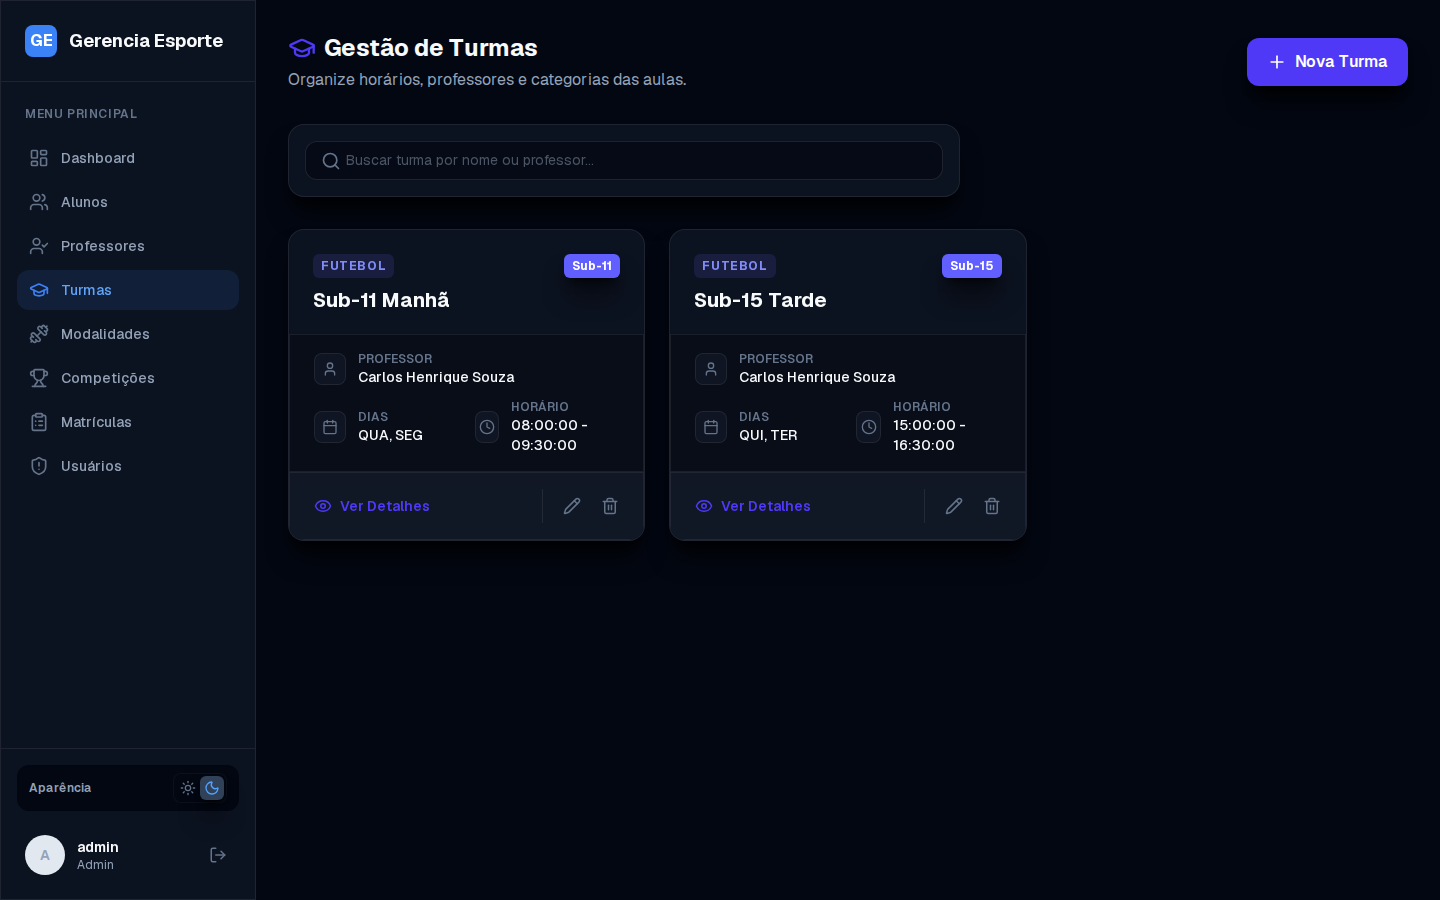 GE Gerencia Esporte
MENU PRINCIPAL
Dashboard
Alunos
Professores
Turmas
Modalidades
Competições
Matrículas
Usuários
Aparência
A
admin
Admin
Gestão de Turmas
Organize horários, professores e categorias das aulas.
Nova Turma
Buscar turma por nome ou professor...
FUTEBOL Sub-11
Sub-11 Manhã
PROFESSOR
Carlos Henrique Souza
DIAS
QUA, SEG
HORÁRIO
08:00:00 -
09:30:00
Ver Detalhes
FUTEBOL Sub-15
Sub-15 Tarde
PROFESSOR
Carlos Henrique Souza
DIAS
QUI, TER
HORÁRIO
15:00:00 -
16:30:00
Ver Detalhes